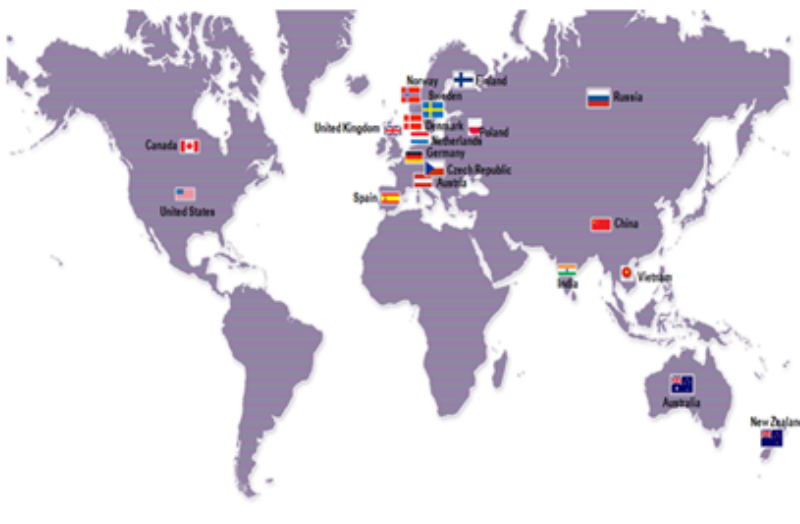 Norway
Finland
Sweden
Russia
United Kingdom
Denmark
Poland
Netherlands
Canada
Germany
Czech Republic
Austria
Spain
United States
China
India
Vietnam
Australia
New Zealand